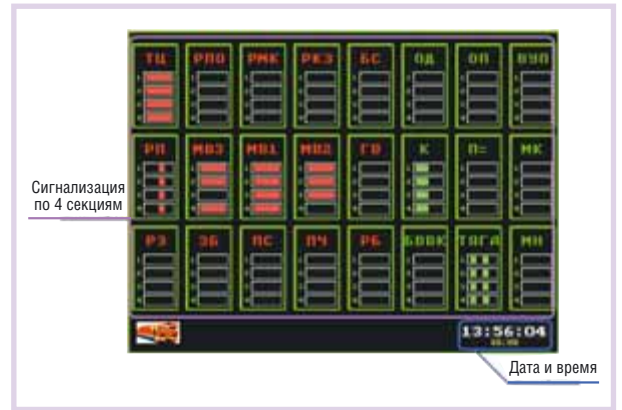 ТЦ РПО РМК РКЗ БС ОД ОП ВУП
РП МВ3 МВ1 МВ2 ГВ К П= МК
РЗ ЗБ ПС ПЧ РБ БОВК ТЯГА МН
Сигнализация
по 4 секциям
13:56:04
Дата и время